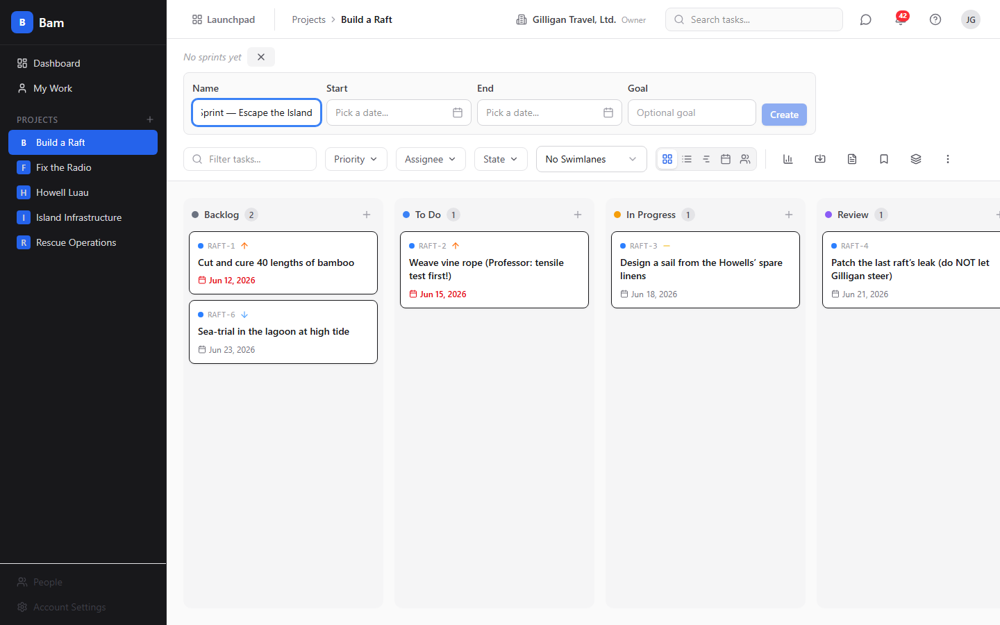 B Bam
Launchpad
Projects > Build a Raft
Gilligan Travel, Ltd. Owner
Search tasks...
42
JG
Dashboard
My Work
PROJECTS
B Build a Raft
F Fix the Radio
H Howell Luau
I Island Infrastructure
R Rescue Operations
People
Account Settings
No sprints yet
Name
Start
End
Goal
Sprint — Escape the Island
Pick a date...
Pick a date...
Optional goal
Create
Filter tasks...
Priority
Assignee
State
No Swimlanes
Backlog 2
RAFT-1
Cut and cure 40 lengths of bamboo
Jun 12, 2026
RAFT-6
Sea-trial in the lagoon at high tide
Jun 23, 2026
To Do 1
RAFT-2
Weave vine rope (Professor: tensile
test first!)
Jun 15, 2026
In Progress 1
RAFT-3
Design a sail from the Howells’ spare
linens
Jun 18, 2026
Review 1
RAFT-4
Patch the last raft’s leak (do NOT let
Gilligan steer)
Jun 21, 2026